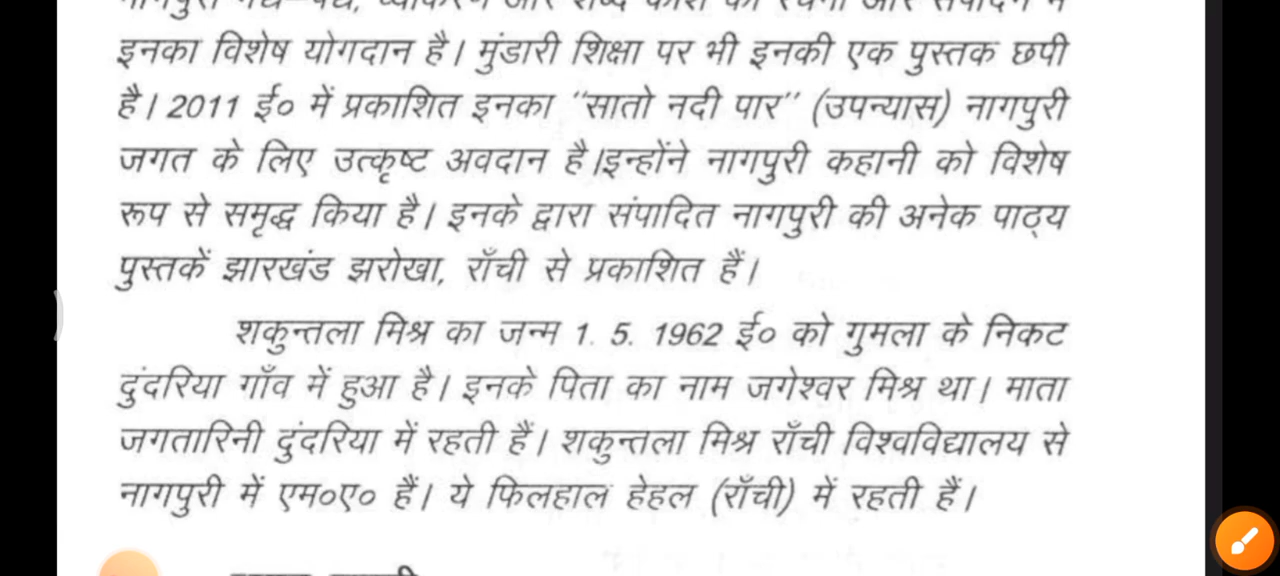 इनका विशेष योगदान है। मुंडारी शिक्षा पर भी इनकी एक पुस्तक छपी
है। 2011 ई० में प्रकाशित इनका "सातो नदी पार" (उपन्यास) नागपुरी
जगत के लिए उत्कृष्ट अवदान है।इन्होंने नागपुरी कहानी को विशेष
रूप से समृद्ध किया है। इनके द्वारा संपादित नागपुरी की अनेक पाठ्य
पुस्तकें झारखंड झरोखा, राँची से प्रकाशित हैं।
शकुन्तला मिश्र का जन्म 1. 5. 1962 ई० को गुमला के निकट
दुंदरिया गाँव में हुआ है। इनके पिता का नाम जगेश्वर मिश्र था। माता
जगतारिनी दुंदरिया में रहती हैं। शकुन्तला मिश्र राँची विश्वविद्यालय से
नागपुरी में एम०ए० हैं। ये फिलहाल हेहल (राँची) में रहती हैं।